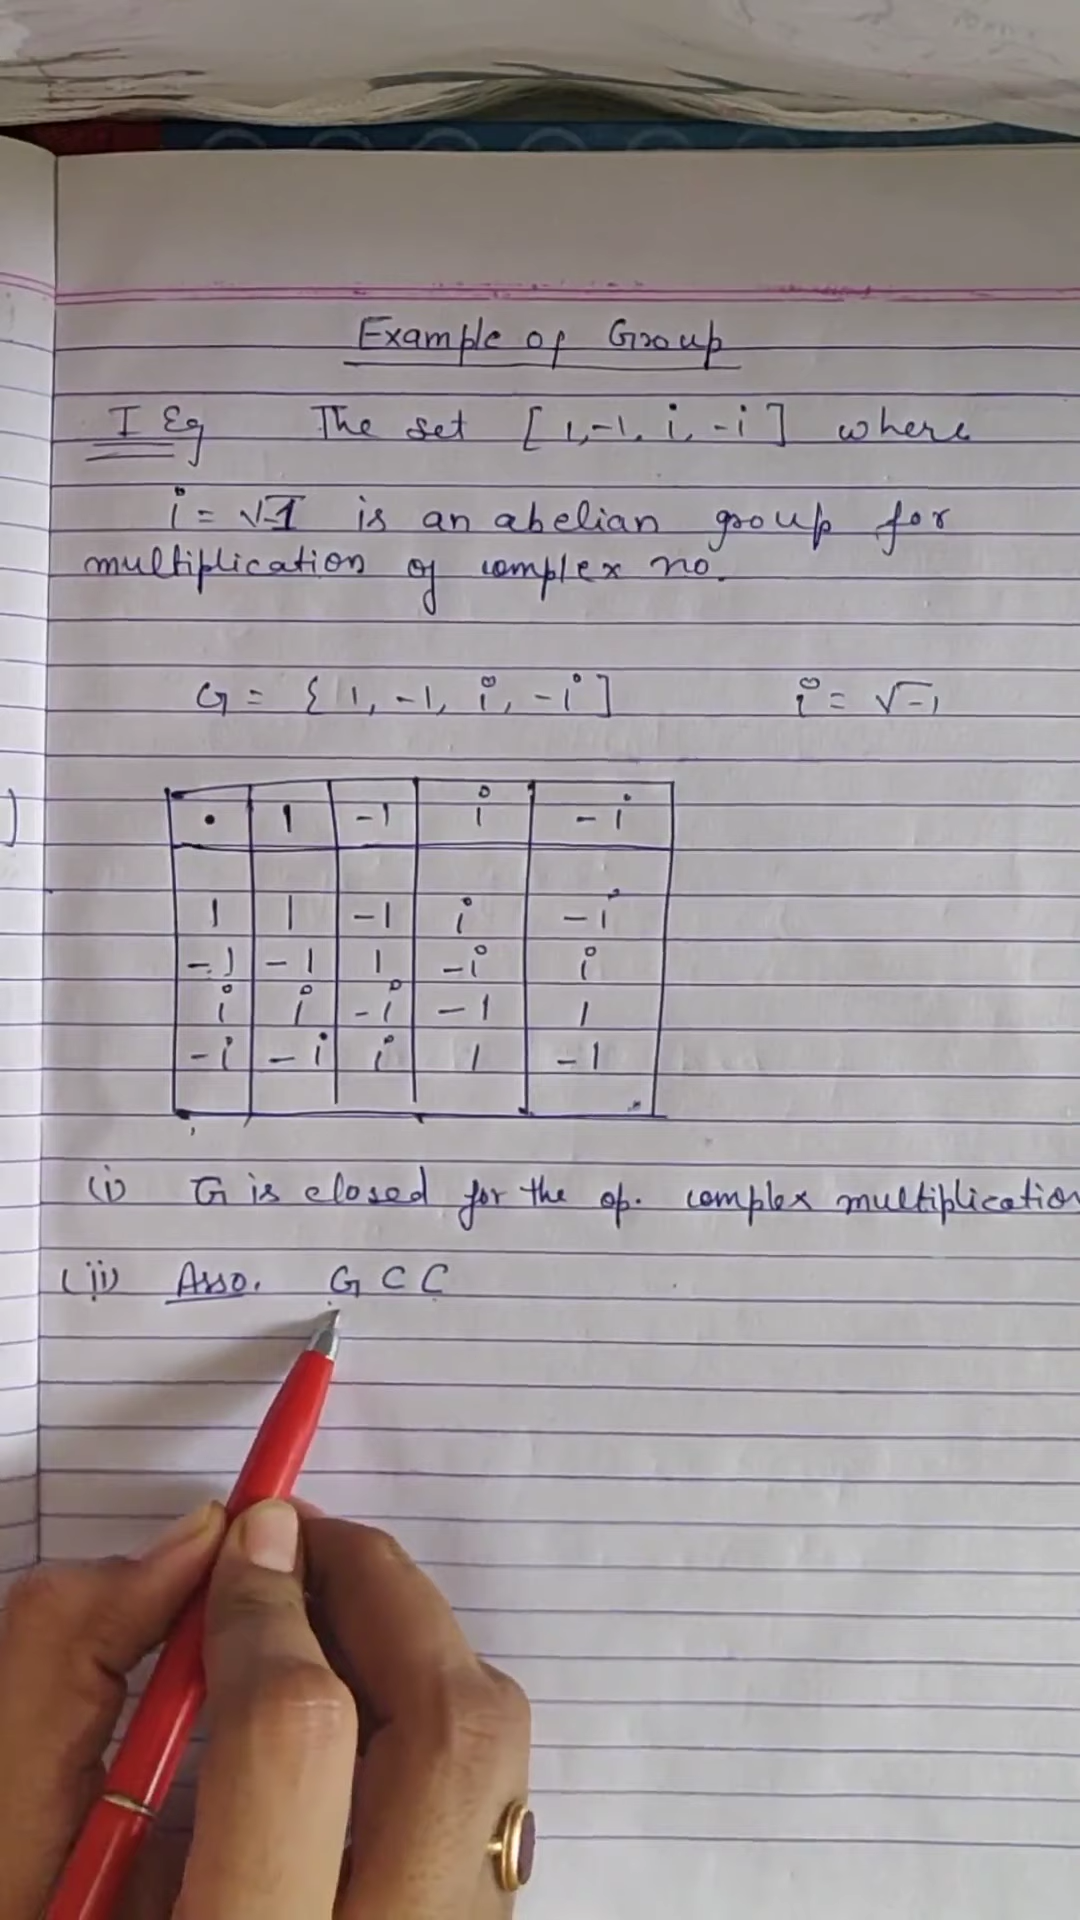 Example of Group
I Eg The set [1, -1, i, -i] where
i = √-1 is an abelian group for
multiplication of complex no.
G = {1, -1, i, -i] i = √-1
• 1 -1 i -i
1 1 -1 i -i
-1 -1 1 -i i
i i -i -1 1
-i -i i 1 -1
(i) G is closed for the op. complex multiplication
(ii) Asso. G C C